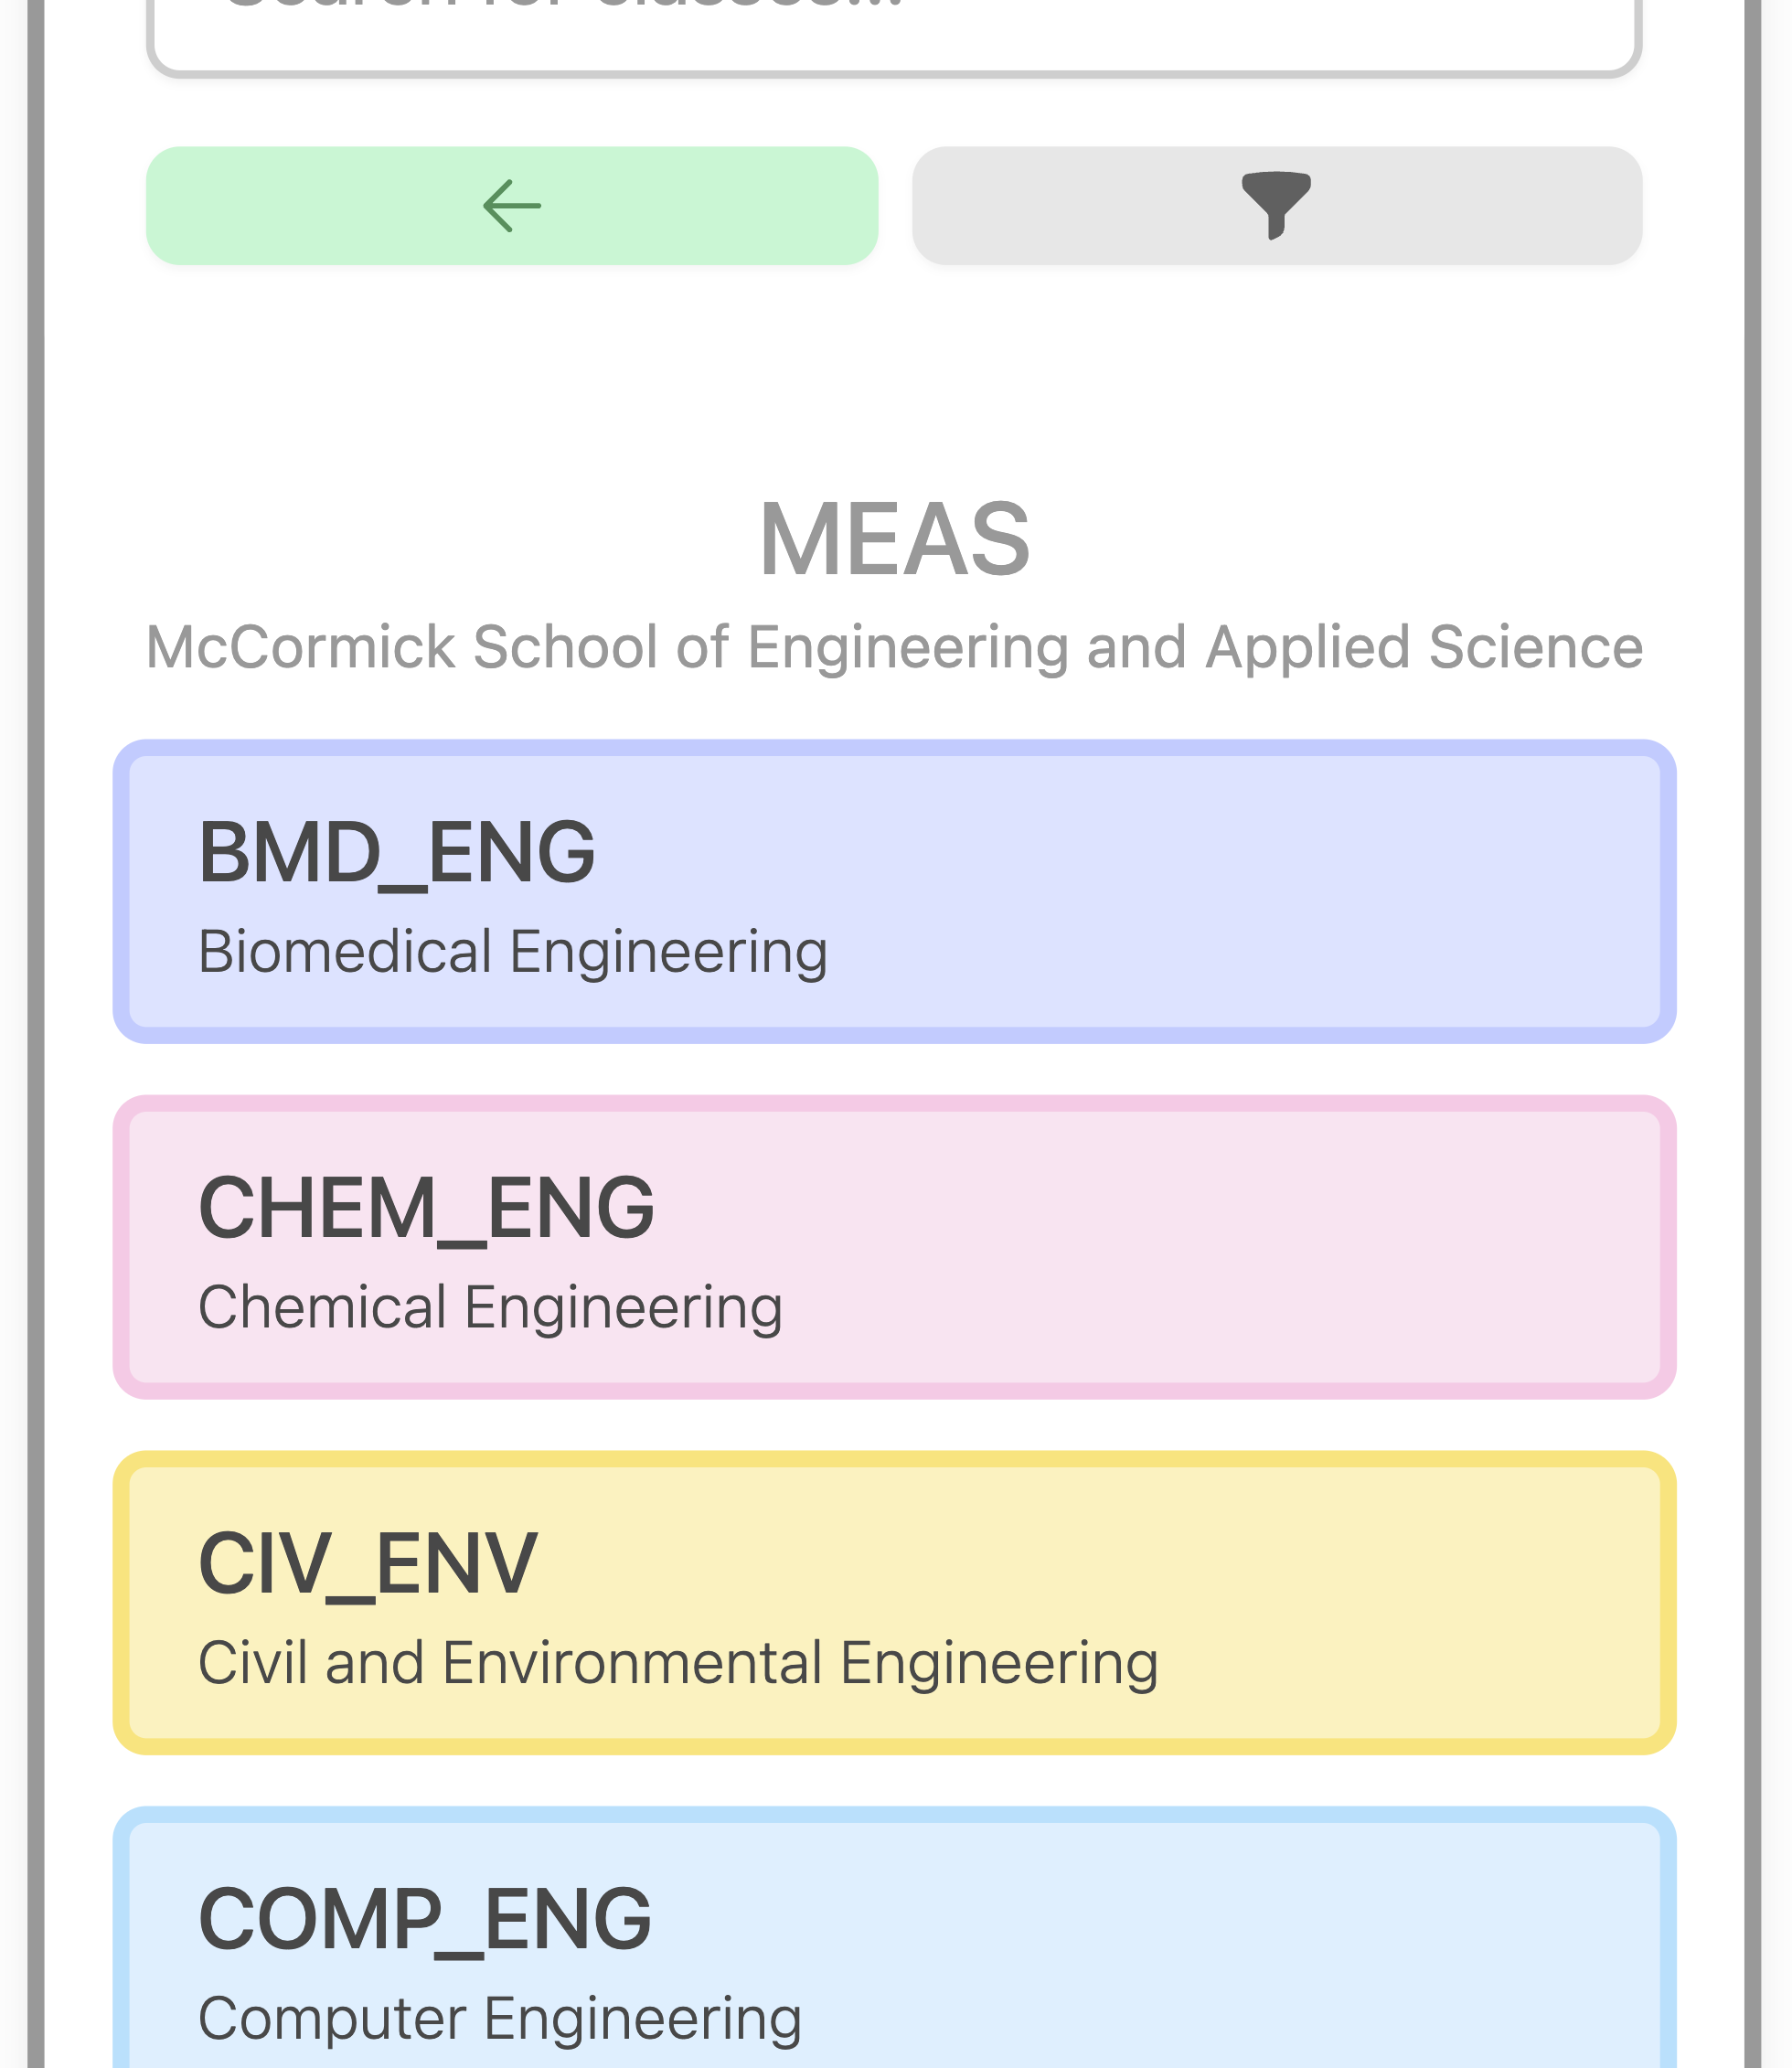 MEAS
McCormick School of Engineering and Applied Science
BMD_ENG
Biomedical Engineering
CHEM_ENG
Chemical Engineering
CIV_ENV
Civil and Environmental Engineering
COMP_ENG
Computer Engineering